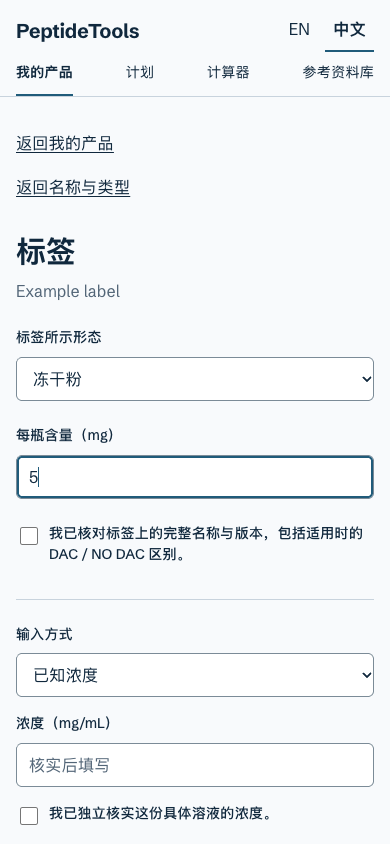 PeptideTools
EN
中文
我的产品
计划
计算器
参考资料库
返回我的产品
返回名称与类型
标签
Example label
标签所示形态
冻干粉
每瓶含量（mg）
5
我已核对标签上的完整名称与版本，包括适用时的
DAC / NO DAC 区别。
输入方式
已知浓度
浓度（mg/mL）
核实后填写
我已独立核实这份具体溶液的浓度。